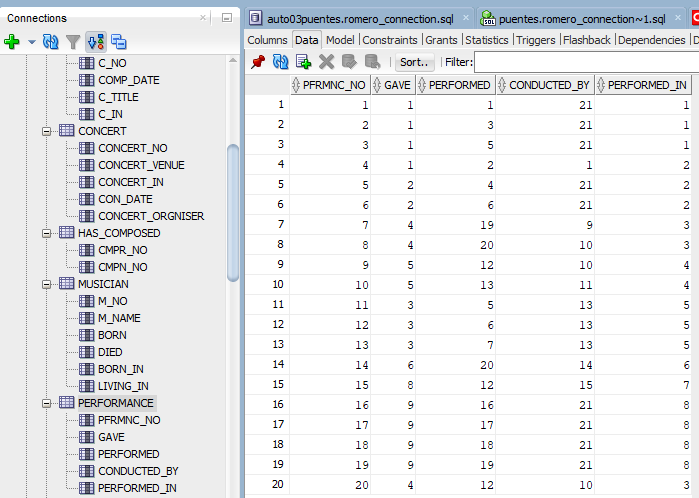 Connections
C_NO
COMP_DATE
C_TITLE
C_IN
CONCERT
CONCERT_NO
CONCERT_VENUE
CONCERT_IN
CON_DATE
CONCERT_ORGNISER
HAS_COMPOSED
CMPR_NO
CMPN_NO
MUSICIAN
M_NO
M_NAME
BORN
DIED
BORN_IN
LIVING_IN
PERFORMANCE
PFRMNC_NO
GAVE
PERFORMED
CONDUCTED_BY
PERFORMED_IN
auto03puentes.romero_connection.sql puentes.romero_connection~1.sql
Columns Data Model Constraints Grants Statistics Triggers Flashback Dependencies D
Sort.. Filter:
PFRMNC_NO GAVE PERFORMED CONDUCTED_BY PERFORMED_IN
1 1 1 1 21 1
2 2 1 3 21 1
3 3 1 5 21 1
4 4 1 2 1 2
5 5 2 4 21 2
6 6 2 6 21 2
7 7 4 19 9 3
8 8 4 20 10 3
9 9 5 12 10 4
10 10 5 13 11 4
11 11 3 5 13 5
12 12 3 6 13 5
13 13 3 7 13 5
14 14 6 20 14 6
15 15 8 12 15 7
16 16 9 16 21 8
17 17 9 17 21 8
18 18 9 18 21 8
19 19 9 19 21 8
20 20 4 12 10 3